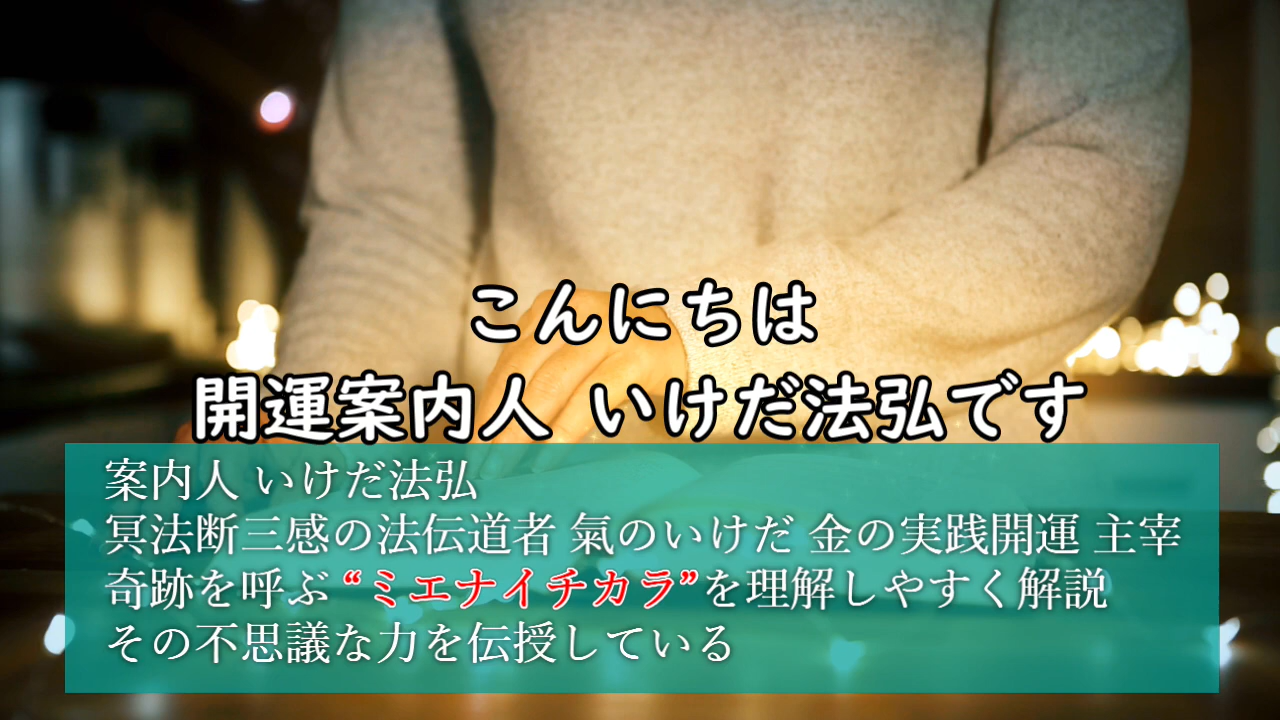 こんにちは
開運案内人 いけだ法弘です
案内人 いけだ法弘
冥法断三感の法伝道者 氣のいけだ 金の実践開運 主宰
奇跡を呼ぶ“ミエナイチカラ”を理解しやすく解説
その不思議な力を伝授している